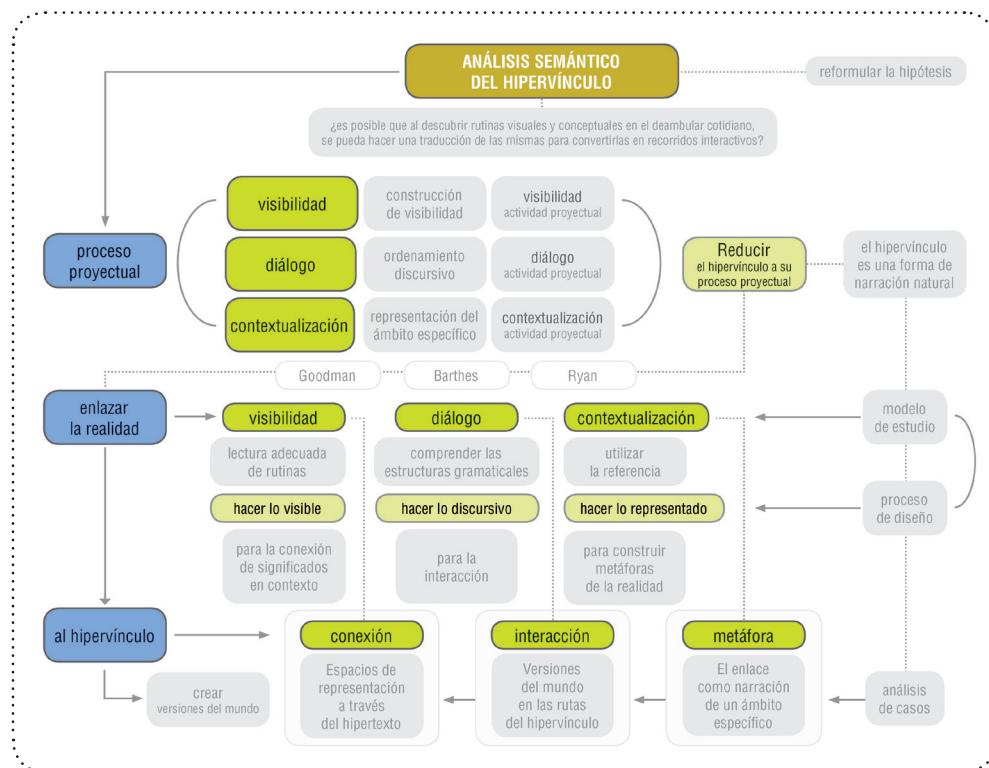 ANÁLISIS SEMÁNTICO
DEL HIPERVÍNCULO
reformular la hipótesis
¿es posible que al descubrir rutinas visuales y conceptuales en el deambular cotidiano,
se pueda hacer una traducción de las mismas para convertirlas en recorridos interactivos?
proceso
proyectual
visibilidad
construcción
de visibilidad
visibilidad
actividad proyectual
diálogo
ordenamiento
discursivo
diálogo
actividad proyectual
contextualización
representación del
ámbito específico
contextualización
actividad proyectual
Reducir
el hipervínculo a su
proceso proyectual
el hipervínculo
es una forma de
narración natural
Goodman
Barthes
Ryan
enlazar
la realidad
visibilidad
diálogo
contextualización
modelo
de estudio
lectura adecuada
de rutinas
comprender las
estructuras gramaticales
utilizar
la referencia
hacer lo visible
hacer lo discursivo
hacer lo representado
proceso
de diseño
para la conexión
de significados
en contexto
para la
interacción
para construir
metáforas
de la realidad
al hipervínculo
conexión
interacción
metáfora
crear
versiones del mundo
Espacios de
representación
a través
del hipertexto
Versiones
del mundo
en las rutas
del hipervínculo
El enlace
como narración
de un ámbito
específico
análisis
de casos